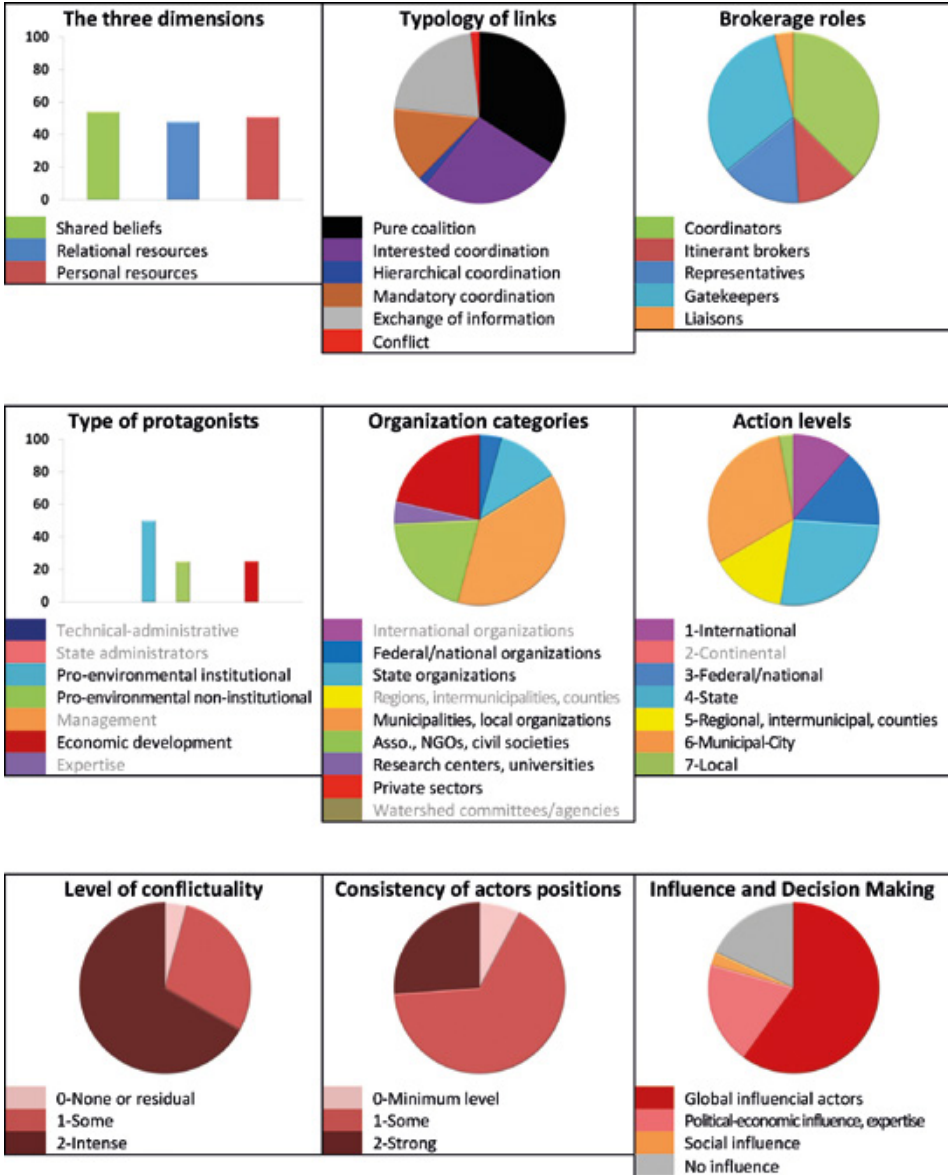 The three dimensions
100
80
60
40
20
0
Shared beliefs
Relational resources
Personal resources
Typology of links
Pure coalition
Interested coordination
Hierarchical coordination
Mandatory coordination
Exchange of information
Conflict
Brokerage roles
Coordinators
Itinerant brokers
Representatives
Gatekeepers
Liaisons
Type of protagonists
100
80
60
40
20
0
Technical-administrative
State administrators
Pro-environmental institutional
Pro-environmental non-institutional
Management
Economic development
Expertise
Organization categories
International organizations
Federal/national organizations
State organizations
Regions, intermunicipalities, counties
Municipalities, local organizations
Asso., NGOs, civil societies
Research centers, universities
Private sectors
Watershed committees/agencies
Action levels
1-International
2-Continental
3-Federal/national
4-State
5-Regional, intermunicipal, counties
6-Municipal-City
7-Local
Level of conflictuality
0-None or residual
1-Some
2-Intense
Consistency of actors positions
0-Minimum level
1-Some
2-Strong
Influence and Decision Making
Global influencial actors
Political-economic influence, expertise
Social influence
No influence